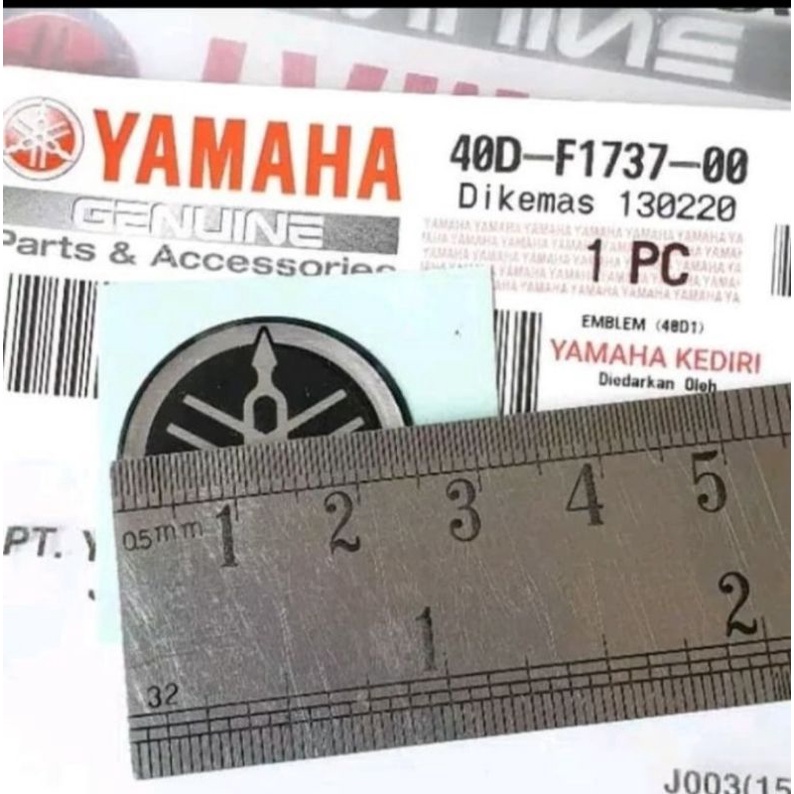 YAMAHA
GENUINE
Parts & Accessories
40D-F1737-00
Dikemas 130220
1 PC
EMBLEM (40D1)
YAMAHA KEDIRI
Diedarkan Oleh
PT. Y
0.5mm 1 2 3 4 5
1 2
32
J003(15